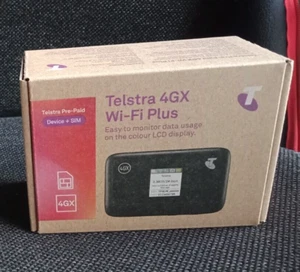 Telstra Pre-Paid
Device + SIM
Telstra 4GX
Wi-Fi Plus
Easy to monitor data usage
on the colour LCD display.
4GX